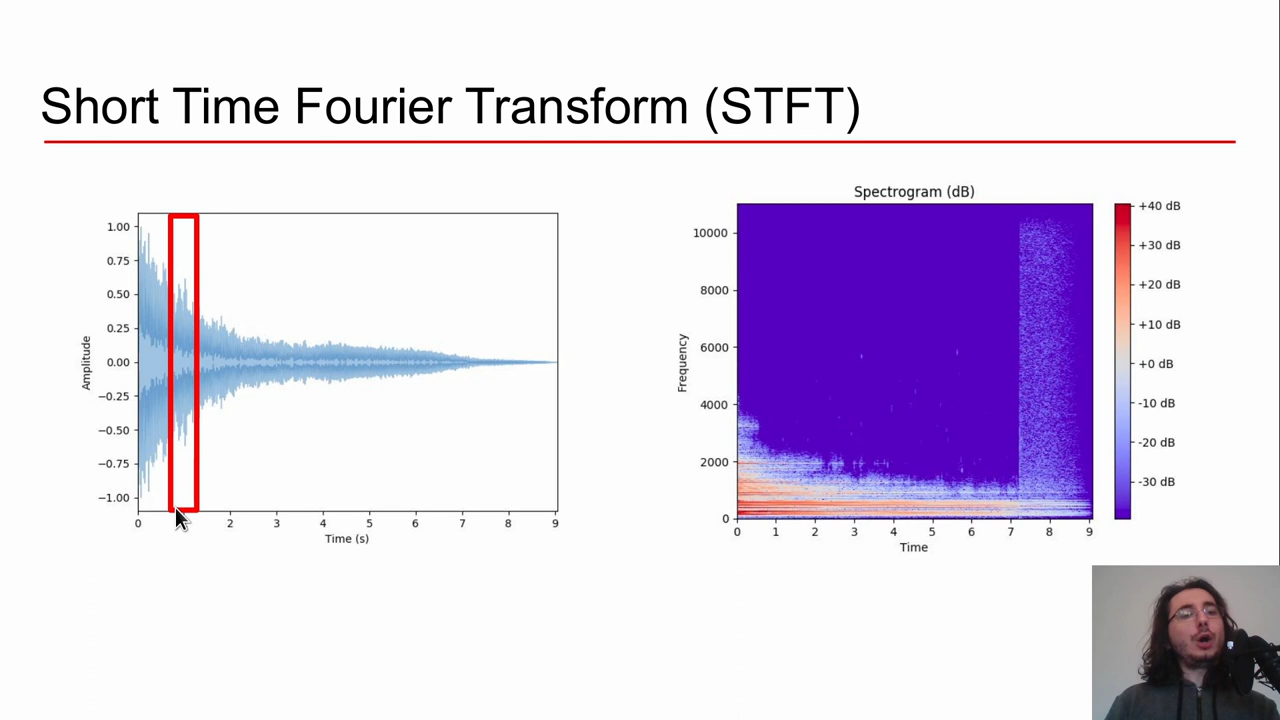 Short Time Fourier Transform (STFT)
1.00
0.75
0.50
0.25
0.00
−0.25
−0.50
−0.75
−1.00
Amplitude
0 2 3 4 5 6 7 8 9
Time (s)
Spectrogram (dB)
10000
8000
6000
4000
2000
0
Frequency
0 1 2 3 4 5 6 7 8 9
Time
+40 dB
+30 dB
+20 dB
+10 dB
+0 dB
-10 dB
-20 dB
-30 dB